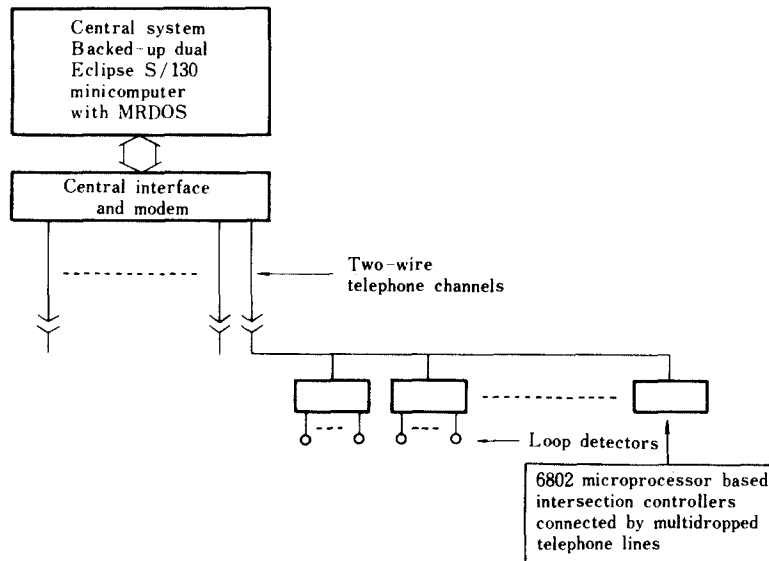 Central system
Backed-up dual
Eclipse S/130
minicomputer
with MRDOS
Central interface
and modem
Two-wire
telephone channels
Loop detectors
6802 microprocessor based
intersection controllers
connected by multidropped
telephone lines